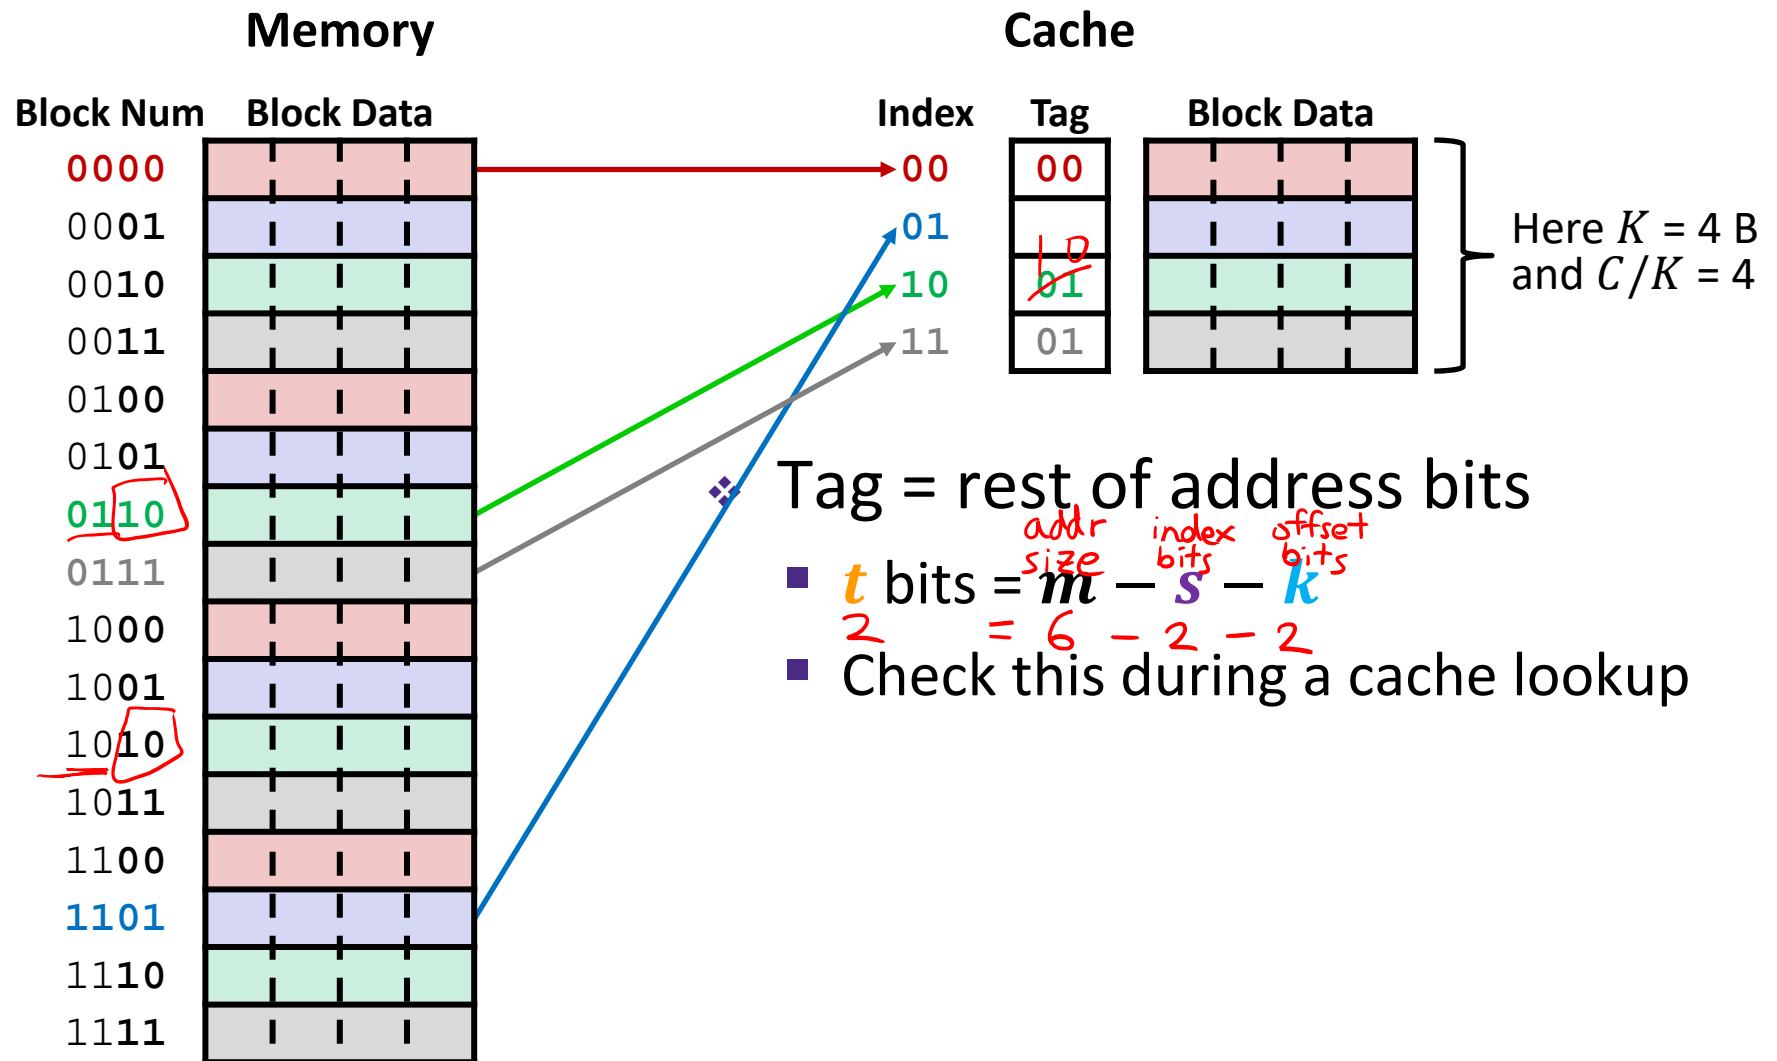 Memory
Cache
Block Num Block Data
Index Tag Block Data
0000
0001
0010
0011
0100
0101
0110
0111
1000
1001
1010
1011
1100
1101
1110
1111
00 00
01
10
10 01
11 01
Here K = 4 B
and C/K = 4
Tag = rest of address bits
addr size index bits offset bits
t bits = m – s – k
2 = 6 – 2 – 2
Check this during a cache lookup